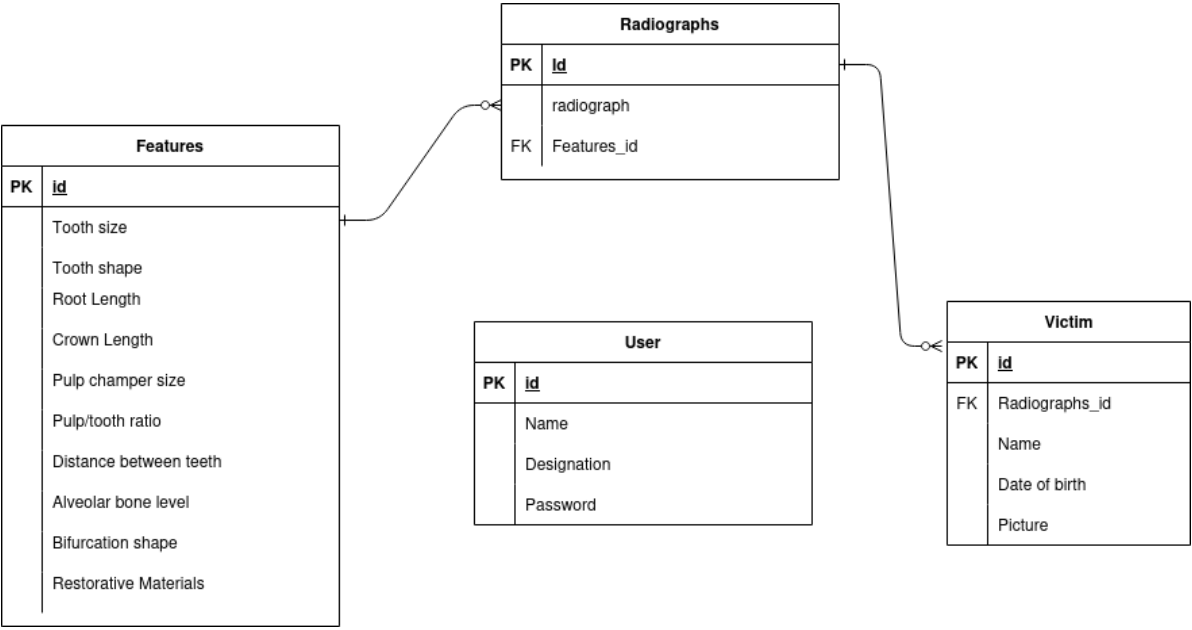 Radiographs
PK Id
radiograph
FK Features_id
Features
PK id
Tooth size
Tooth shape
Root Length
Crown Length
Pulp champer size
Pulp/tooth ratio
Distance between teeth
Alveolar bone level
Bifurcation shape
Restorative Materials
User
PK id
Name
Designation
Password
Victim
PK id
FK Radiographs_id
Name
Date of birth
Picture